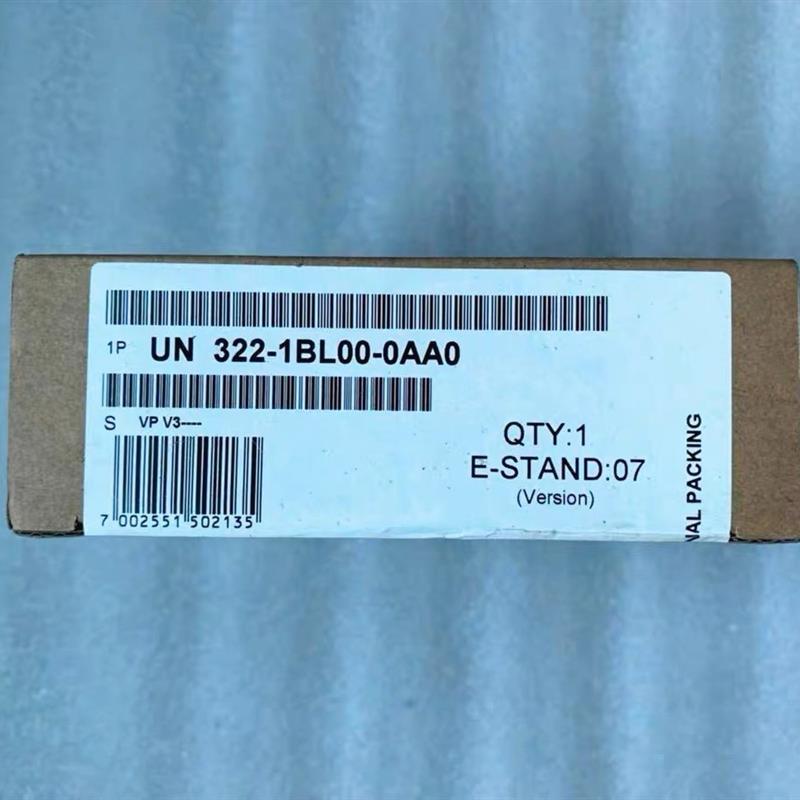 1P UN 322-1BL00-0AA0
S VP V3----
QTY:1
E-STAND:07
(Version)
7 002551 502135
NAL PACKING